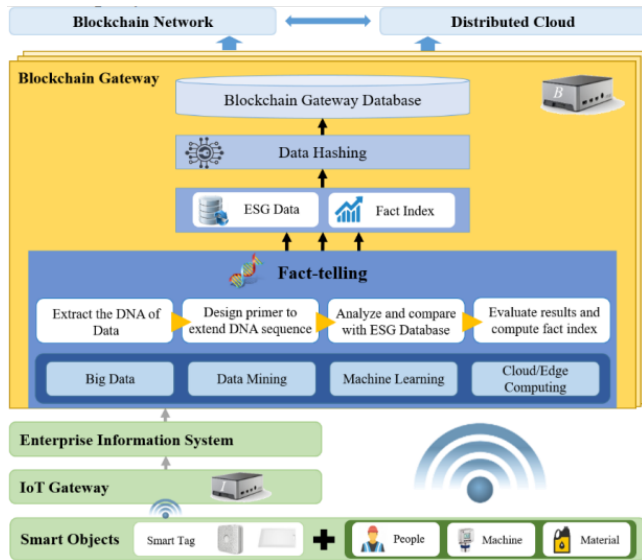 Blockchain Network
Distributed Cloud
Blockchain Gateway
B
Blockchain Gateway Database
Data Hashing
ESG Data
Fact Index
Fact-telling
Extract the DNA of
Data
Design primer to
extend DNA sequence
Analyze and compare
with ESG Database
Evaluate results and
compute fact index
Big Data
Data Mining
Machine Learning
Cloud/Edge
Computing
Enterprise Information System
IoT Gateway
I
Smart Objects
Smart Tag
People
Machine
Material